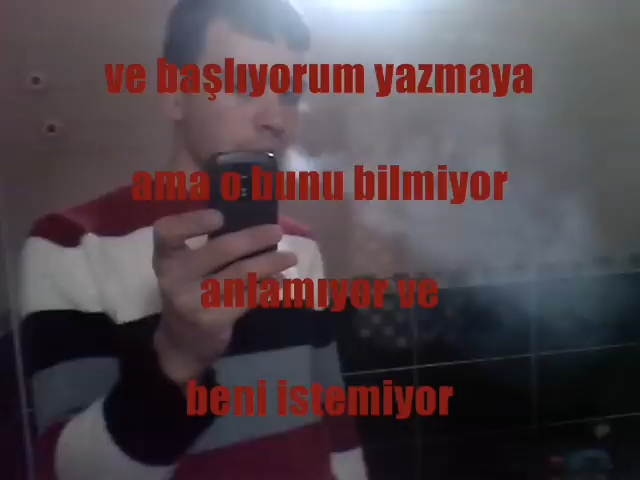 ve başlıyorum yazmaya
ama o bunu bilmiyor
anlamıyor ve
beni istemiyor